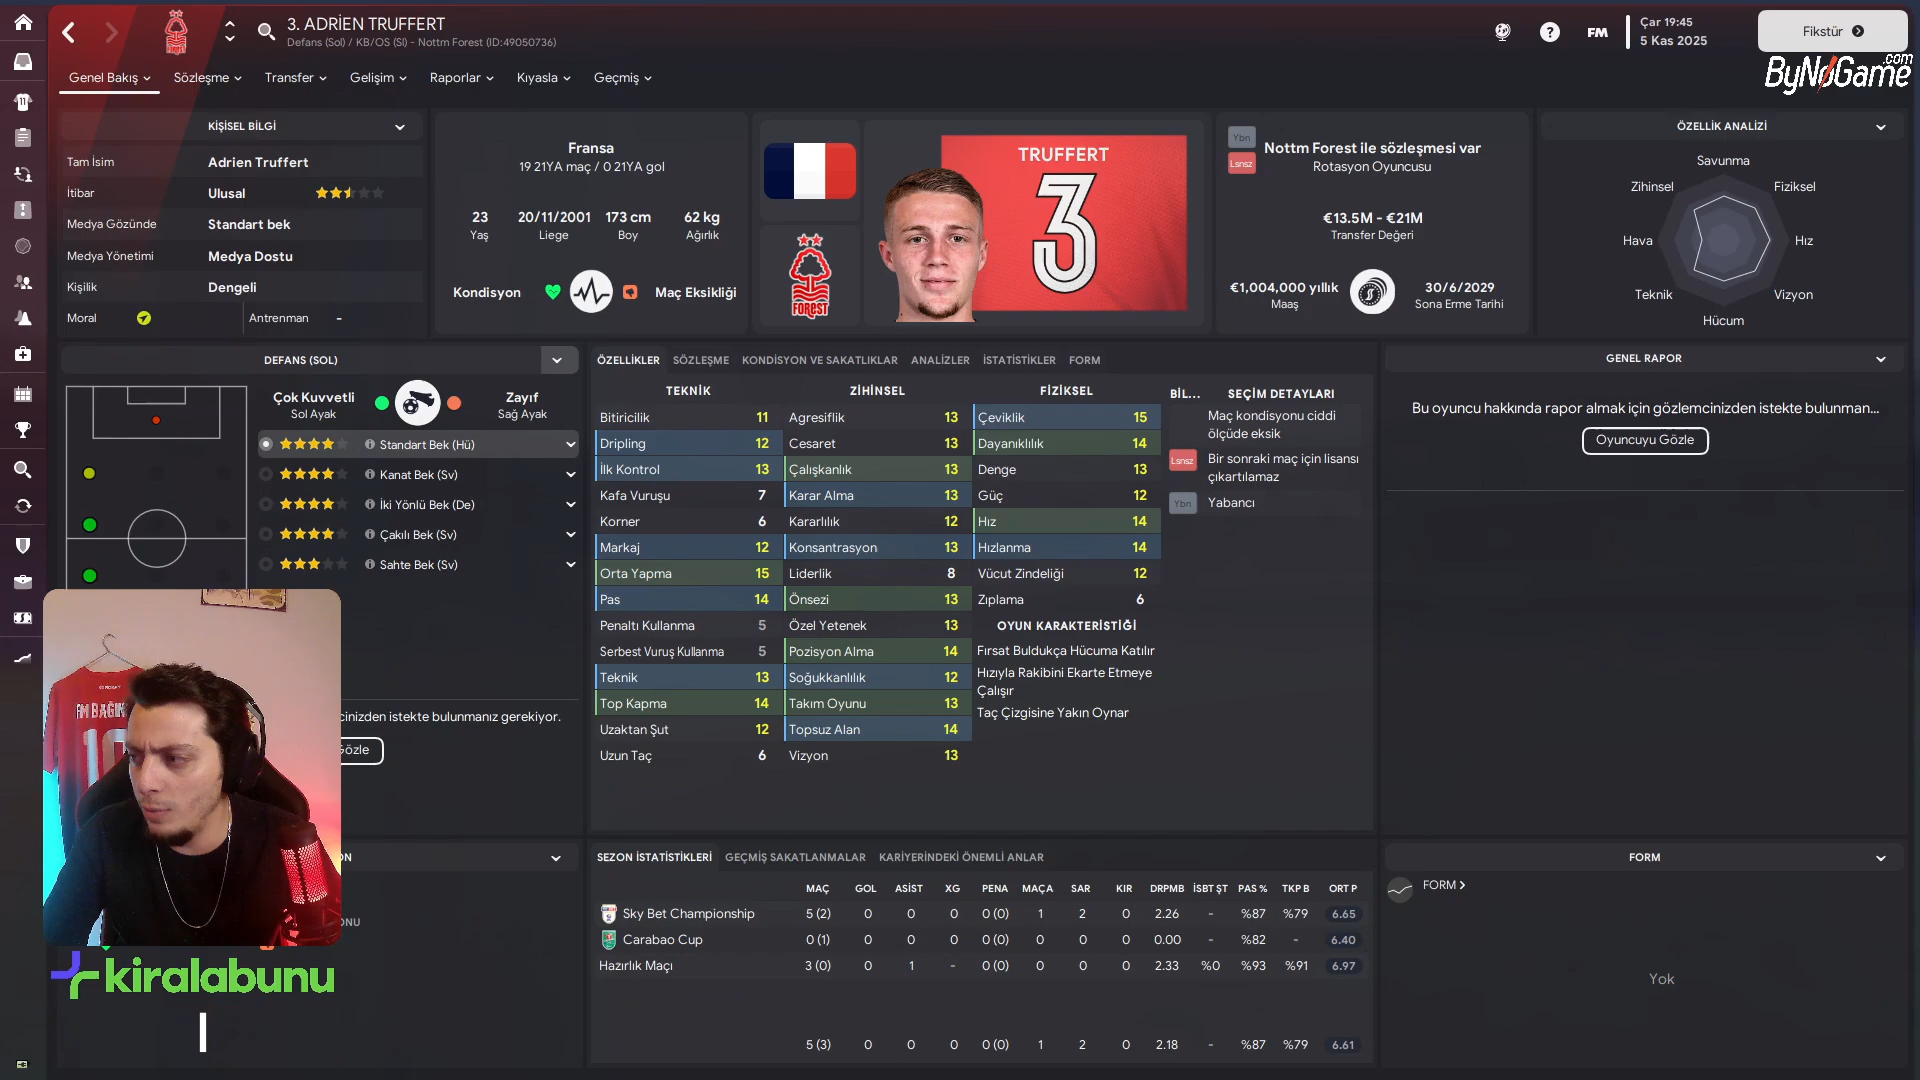 3. ADRİEN TRUFFERT
Defans (Sol) / KB/OS (Sl) - Nottm Forest (ID:49050736)
FM
Çar 19:45
5 Kas 2025
Fikstür
ByNoGame.com
Genel Bakış
Sözleşme
Transfer
Gelişim
Raporlar
Kıyasla
Geçmiş
KİŞİSEL BİLGİ
Tam İsim Adrien Truffert
İtibar Ulusal
Medya Gözünde Standart bek
Medya Yönetimi Medya Dostu
Kişilik Dengeli
Moral
Antrenman -
Fransa
19 21YA maç / 0 21YA gol
23 20/11/2001 173 cm 62 kg
Yaş Liege Boy Ağırlık
Kondisyon
Maç Eksikliği
FOREST
TRUFFERT
3
Ybn
Lsnsz
Nottm Forest ile sözleşmesi var
Rotasyon Oyuncusu
€13.5M - €21M
Transfer Değeri
€1,004,000 yıllık
Maaş
30/6/2029
Sona Erme Tarihi
ÖZELLİK ANALİZİ
Savunma
Zihinsel
Fiziksel
Hava
Hız
Teknik
Vizyon
Hücum
DEFANS (SOL)
Çok Kuvvetli
Sol Ayak
Zayıf
Sağ Ayak
Standart Bek (Hü)
Kanat Bek (Sv)
İki Yönlü Bek (De)
Çakılı Bek (Sv)
Sahte Bek (Sv)
cinizden istekte bulunmanız gerekiyor.
Gözle
ÖZELLİKLER
SÖZLEŞME
KONDİSYON VE SAKATLIKLAR
ANALİZLER
İSTATİSTİKLER
FORM
TEKNİK
Bitiricilik 11
Dripling 12
İlk Kontrol 13
Kafa Vuruşu 7
Korner 6
Markaj 12
Orta Yapma 15
Pas 14
Penaltı Kullanma 5
Serbest Vuruş Kullanma 5
Teknik 13
Top Kapma 14
Uzaktan Şut 12
Uzun Taç 6
ZİHİNSEL
Agresiflik 13
Cesaret 13
Çalışkanlık 13
Karar Alma 13
Kararlılık 12
Konsantrasyon 13
Liderlik 8
Önsezi 13
Özel Yetenek 13
Pozisyon Alma 14
Soğukkanlılık 12
Takım Oyunu 13
Topsuz Alan 14
Vizyon 13
FİZİKSEL
Çeviklik 15
Dayanıklılık 14
Denge 13
Güç 12
Hız 14
Hızlanma 14
Vücut Zindeliği 12
Zıplama 6
OYUN KARAKTERİSTİĞİ
Fırsat Buldukça Hücuma Katılır
Hızıyla Rakibini Ekarte Etmeye
Çalışır
Taç Çizgisine Yakın Oynar
BİL...
SEÇİM DETAYLARI
Maç kondisyonu ciddi
ölçüde eksik
Lsnsz
Bir sonraki maç için lisansı
çıkartılamaz
Ybn
Yabancı
GENEL RAPOR
Bu oyuncu hakkında rapor almak için gözlemcinizden istekte bulunman...
Oyuncuyu Gözle
SEZON İSTATİSTİKLERİ
GEÇMİŞ SAKATLANMALAR
KARİYERİNDEKİ ÖNEMLİ ANLAR
MAÇ GOL ASİST XG PENA MAÇA SAR KIR DRPMB İSBT ŞT PAS % TKP B ORT P
Sky Bet Championship 5 (2) 0 0 0 0 (0) 1 2 0 2.26 - %87 %79 6.65
Carabao Cup 0 (1) 0 0 0 0 (0) 0 0 0 0.00 - %82 - 6.40
Hazırlık Maçı 3 (0) 0 1 - 0 (0) 0 0 0 2.33 %0 %93 %91 6.97
5 (3) 0 0 0 0 (0) 1 2 0 2.18 - %87 %79 6.61
FORM
FORM
Yok
ON
ONU
FM BAĞIM
10
kiralabunu